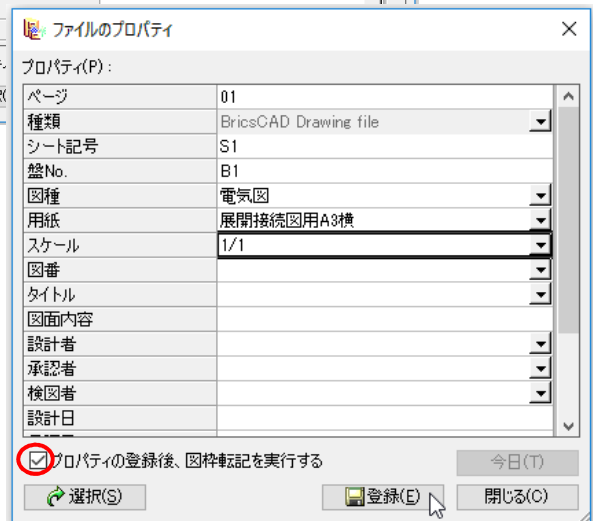 ファイルのプロパティ
プロパティ(P) :
ページ 01
種類 BricsCAD Drawing file
シート記号 S1
盤No. B1
図種 電気図
用紙 展開接続図用A3横
スケール 1/1
図番
タイトル
図面内容
設計者
承認者
検図者
設計日
プロパティの登録後、図枠転記を実行する 今日(T)
選択(S) 登録(E) 閉じる(C)